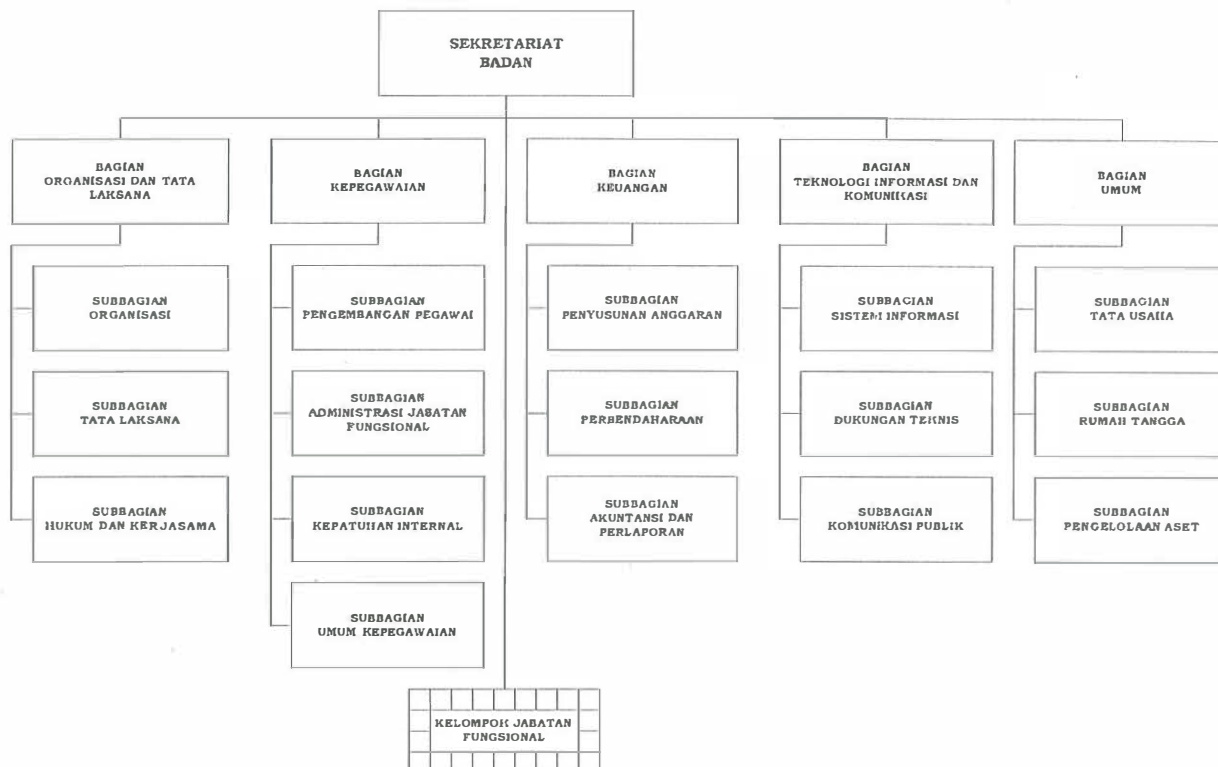 SEKRETARIAT
BADAN
BAGIAN
ORGANISASI DAN TATA
LAKSANA
BAGIAN
KEPEGAWAIAN
BAGIAN
KEUANGAN
BAGIAN
TEKNOLOGI INFORMASI DAN
KOMUNIKASI
BAGIAN
UMUM
SUBBAGIAN
ORGANISASI
SUBBAGIAN
PENGEMBANGAN PEGAWAI
SUBBAGIAN
PENYUSUNAN ANGGARAN
SUBBAGIAN
SISTEM INFORMASI
SUBBAGIAN
TATA USAHA
SUBBAGIAN
TATA LAKSANA
SUBBAGIAN
ADMINISTRASI JABATAN
FUNGSIONAL
SUBBAGIAN
PERBENDAHARAAN
SUBBAGIAN
DUKUNGAN TEKNIS
SUBBAGIAN
RUMAH TANGGA
SUBBAGIAN
HUKUM DAN KERJASAMA
SUBBAGIAN
KEPATUHAN INTERNAL
SUBBAGIAN
AKUNTANSI DAN
PERLAPORAN
SUBBAGIAN
KOMUNIKASI PUBLIK
SUBBAGIAN
PENGELOLAAN ASET
SUBBAGIAN
UMUM KEPEGAWAIAN
KELOMPOK JABATAN
FUNGSIONAL